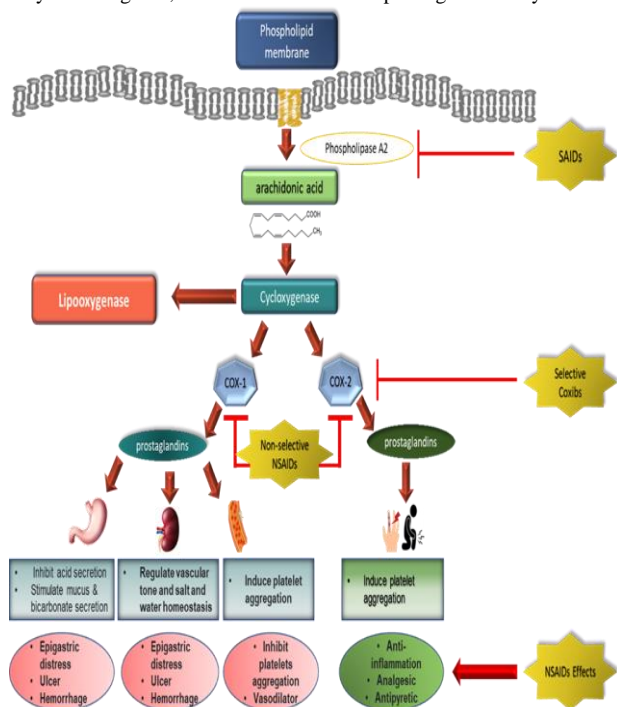 Phospholipid
membrane
Phospholipase A2
SAIDs
arachidonic acid
COOH
CH3
Lipooxygenase
Cycloxygenase
COX-1
COX-2
Selective
Coxibs
prostaglandins
Non-selective
NSAIDs
prostaglandins
Inhibit acid secretion
Stimulate mucus &
bicarbonate secretion
Regulate vascular
tone and salt and
water homeostasis
Induce platelet
aggregation
Induce platelet
aggregation
Epigastric
distress
Ulcer
Hemorrhage
Epigastric
distress
Ulcer
Hemorrhage
Inhibit
platelets
aggregation
Vasodilator
Anti-
inflammation
Analgesic
Antipyretic
NSAIDs Effects